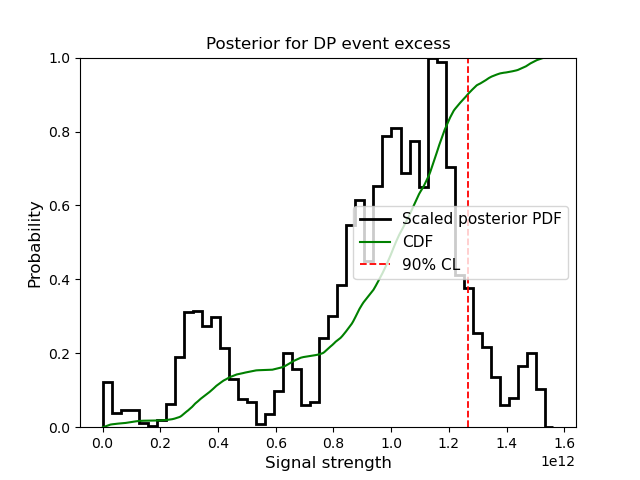 Posterior for DP event excess
1.0
0.8
0.6
0.4
0.2
0.0
Probability
Scaled posterior PDF
CDF
90% CL
0.0 0.2 0.4 0.6 0.8 1.0 1.2 1.4 1.6
1e12
Signal strength